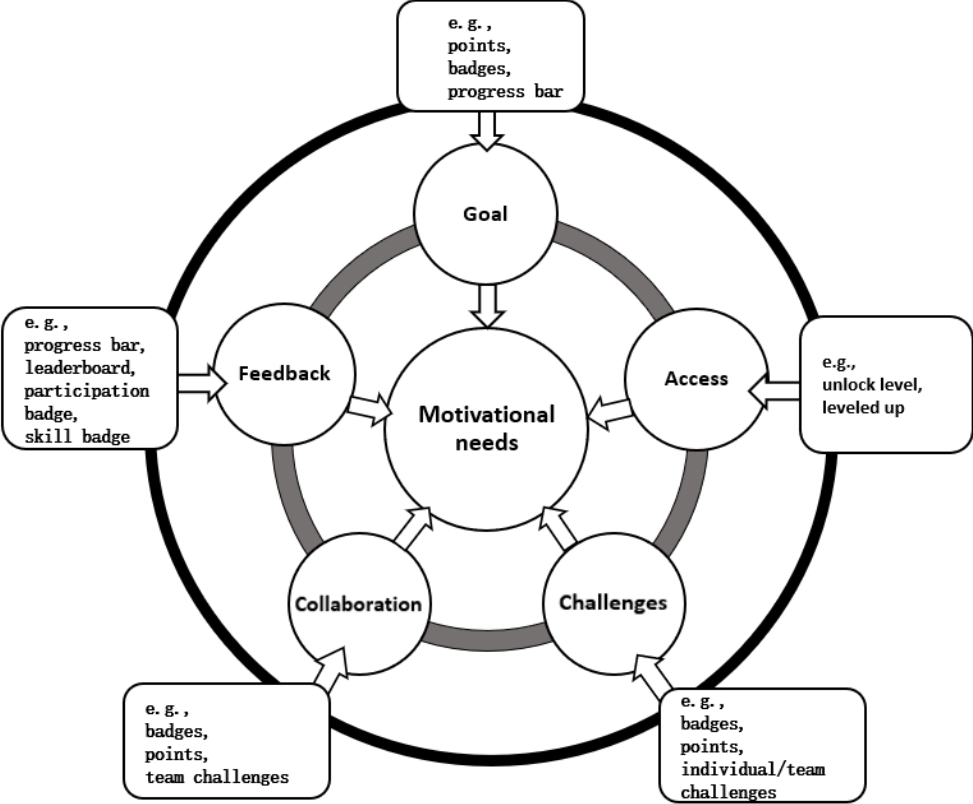 e.g.,
points,
badges,
progress bar
Goal
e.g.,
progress bar,
leaderboard,
participation
badge,
skill badge
Feedback
Motivational
needs
Access
e.g.,
unlock level,
leveled up
Collaboration
Challenges
e.g.,
badges,
points,
team challenges
e.g.,
badges,
points,
individual/team
challenges